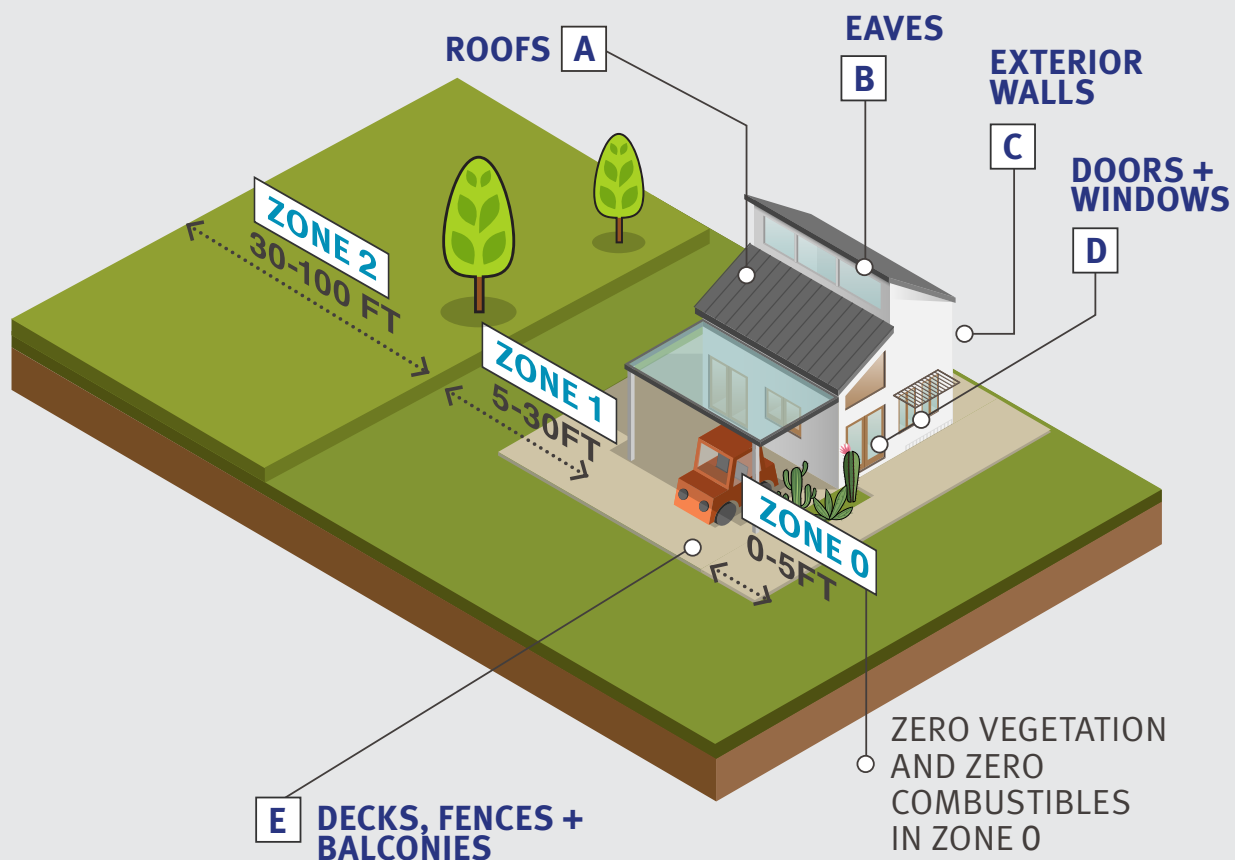 ROOFS A
EAVES
B
EXTERIOR
WALLS
C
DOORS +
WINDOWS
D
ZONE 2
30-100 FT
ZONE 1
5-30FT
ZONE 0
0-5FT
ZERO VEGETATION
AND ZERO
COMBUSTIBLES
IN ZONE 0
E DECKS, FENCES +
BALCONIES